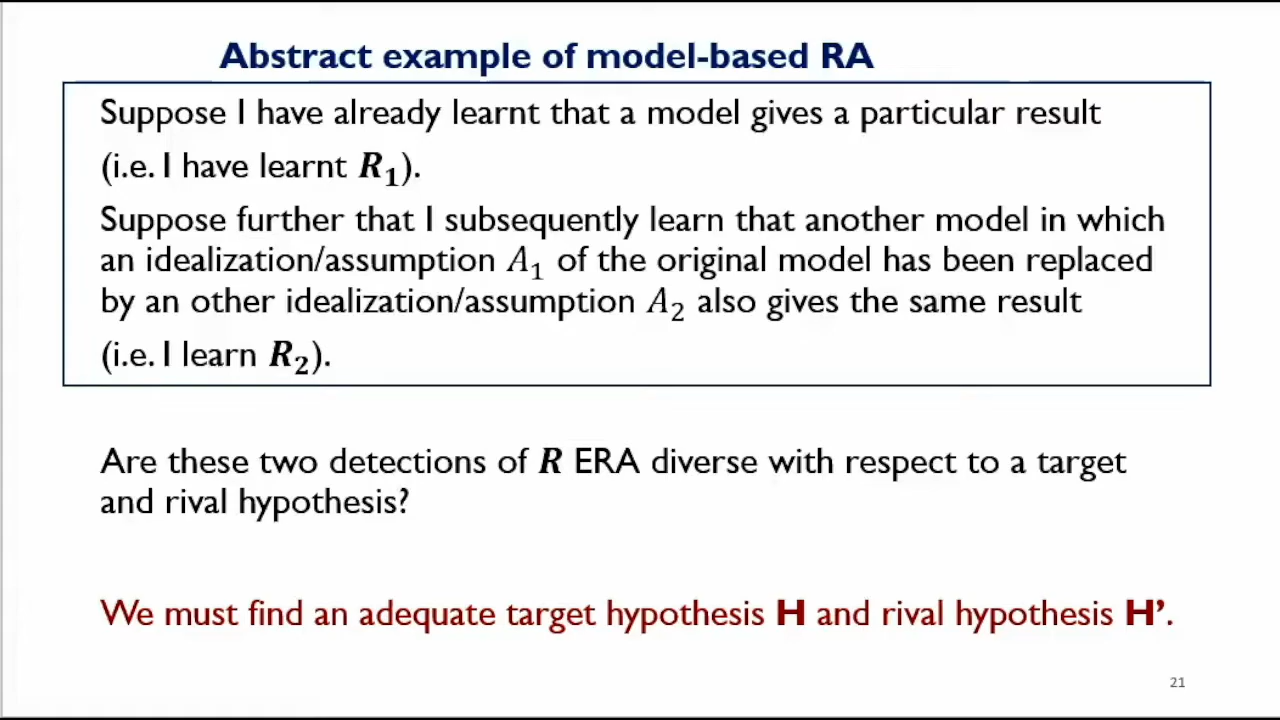 Abstract example of model-based RA
Suppose I have already learnt that a model gives a particular result
(i.e. I have learnt R₁).
Suppose further that I subsequently learn that another model in which
an idealization/assumption A₁ of the original model has been replaced
by an other idealization/assumption A₂ also gives the same result
(i.e. I learn R₂).
Are these two detections of R ERA diverse with respect to a target
and rival hypothesis?
We must find an adequate target hypothesis H and rival hypothesis H’.
21